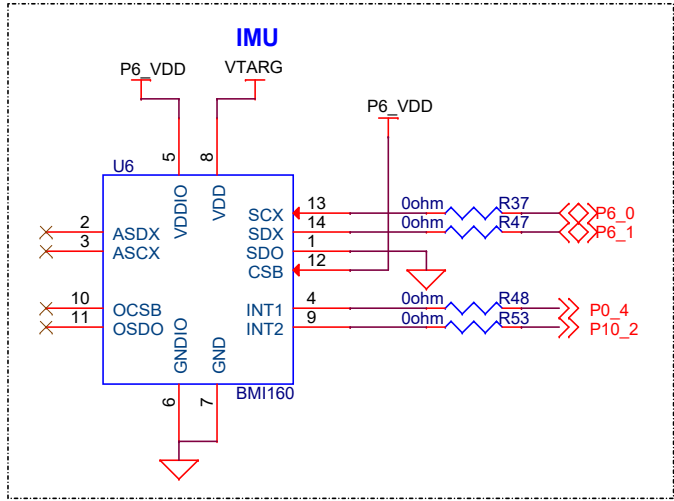 IMU
P6_VDD
VTARG
P6_VDD
5
8
U6
VDDIO
VDD
2
ASDX
3
ASCX
10
OCSB
11
OSDO
SCX
13
0ohm
R37
P6_0
SDX
14
0ohm
R47
P6_1
SDO
1
CSB
12
INT1
4
0ohm
R48
P0_4
INT2
9
0ohm
R53
P10_2
GNDIO
GND
6
7
BMI160